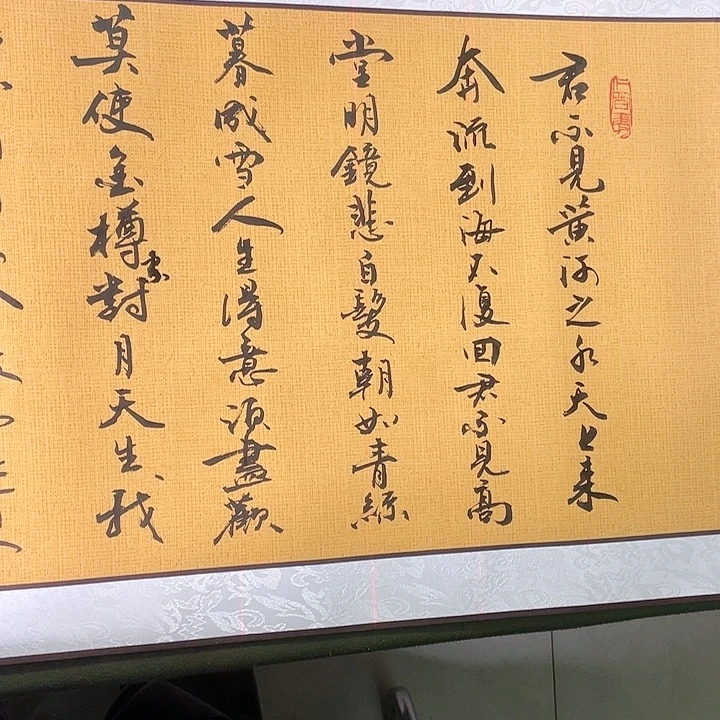 君不見黃河之水天上来
奔流到海不復回君不見高
堂明鏡悲白髮朝如青絲
暮成雪人生得意須盡歡
莫使金樽空對月天生我